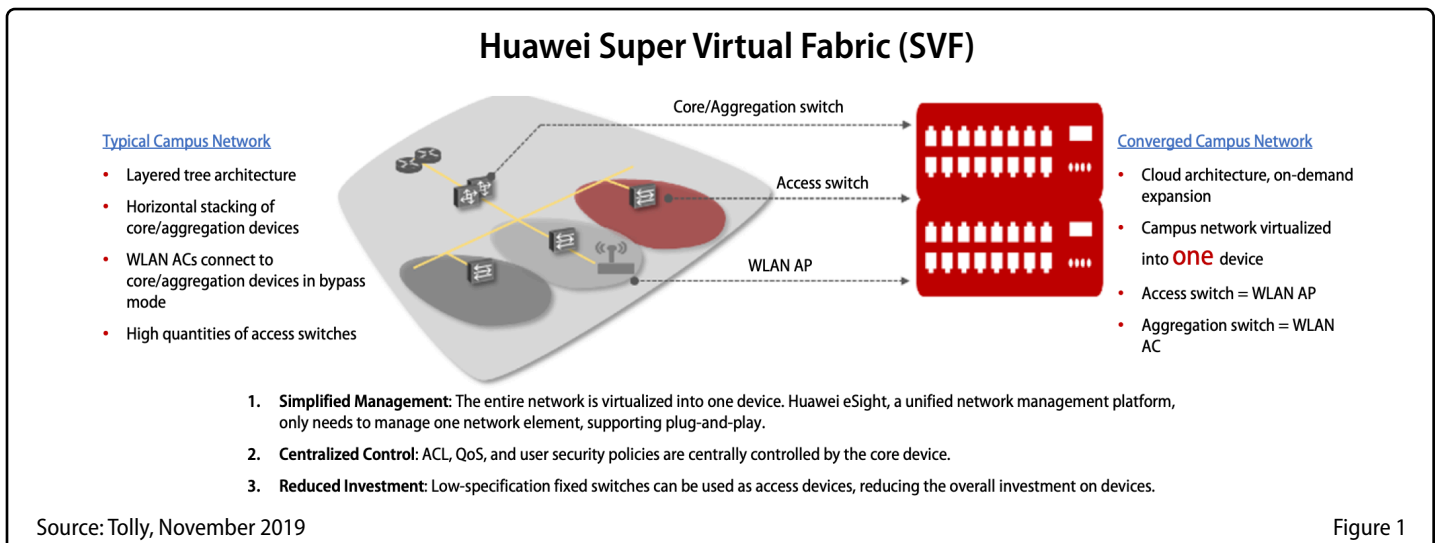 Huawei Super Virtual Fabric (SVF)
Typical Campus Network
• Layered tree architecture
• Horizontal stacking of
core/aggregation devices
• WLAN ACs connect to
core/aggregation devices in bypass
mode
• High quantities of access switches
Core/Aggregation switch
Access switch
WLAN AP
Converged Campus Network
• Cloud architecture, on-demand
expansion
• Campus network virtualized
into one device
• Access switch = WLAN AP
• Aggregation switch = WLAN
AC
1. Simplified Management: The entire network is virtualized into one device. Huawei eSight, a unified network management platform,
only needs to manage one network element, supporting plug-and-play.
2. Centralized Control: ACL, QoS, and user security policies are centrally controlled by the core device.
3. Reduced Investment: Low-specification fixed switches can be used as access devices, reducing the overall investment on devices.
Source: Tolly, November 2019
Figure 1